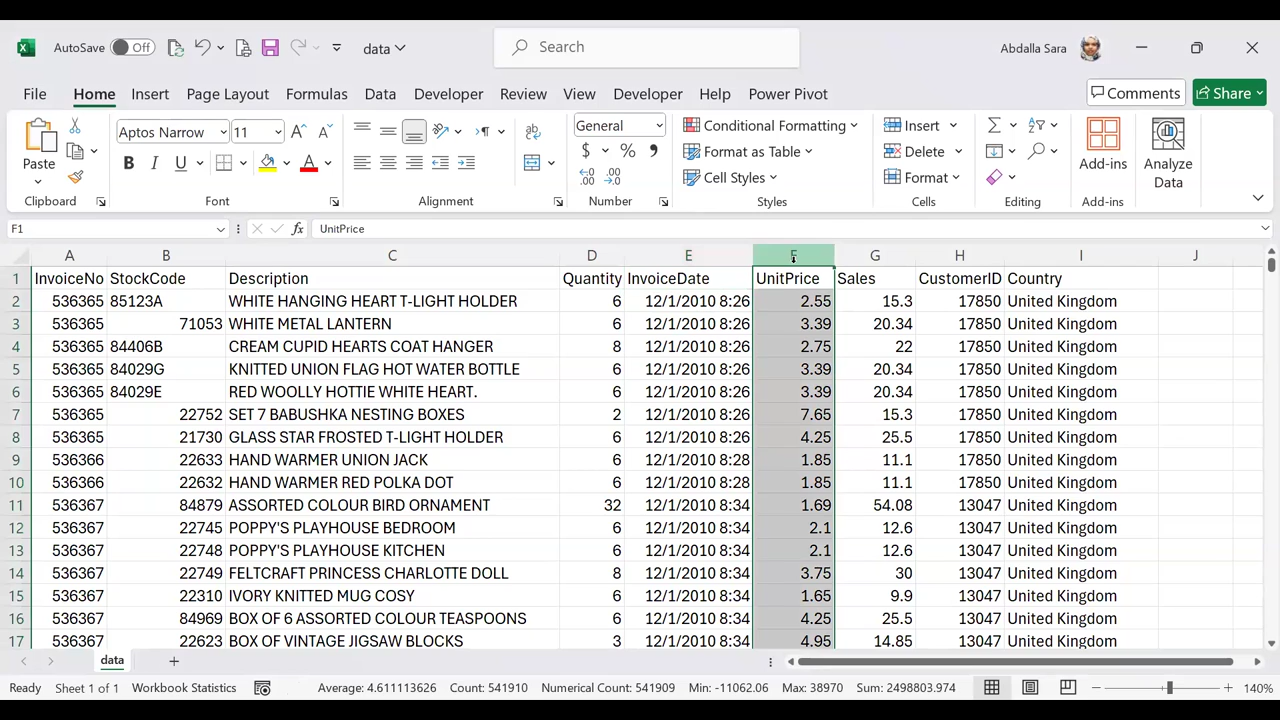 AutoSave Off data Search Abdalla Sara
File Home Insert Page Layout Formulas Data Developer Review View Developer Help Power Pivot Comments Share
Paste Aptos Narrow 11 General Conditional Formatting Format as Table Cell Styles Insert Delete Format Add-ins Analyze Data
Clipboard Font Alignment Number Styles Cells Editing Add-ins
F1 fx UnitPrice
A B C D E F G H I J
1 InvoiceNo StockCode Description Quantity InvoiceDate UnitPrice Sales CustomerID Country
2 536365 85123A WHITE HANGING HEART T-LIGHT HOLDER 6 12/1/2010 8:26 2.55 15.3 17850 United Kingdom
3 536365 71053 WHITE METAL LANTERN 6 12/1/2010 8:26 3.39 20.34 17850 United Kingdom
4 536365 84406B CREAM CUPID HEARTS COAT HANGER 8 12/1/2010 8:26 2.75 22 17850 United Kingdom
5 536365 84029G KNITTED UNION FLAG HOT WATER BOTTLE 6 12/1/2010 8:26 3.39 20.34 17850 United Kingdom
6 536365 84029E RED WOOLLY HOTTIE WHITE HEART. 6 12/1/2010 8:26 3.39 20.34 17850 United Kingdom
7 536365 22752 SET 7 BABUSHKA NESTING BOXES 2 12/1/2010 8:26 7.65 15.3 17850 United Kingdom
8 536365 21730 GLASS STAR FROSTED T-LIGHT HOLDER 6 12/1/2010 8:26 4.25 25.5 17850 United Kingdom
9 536366 22633 HAND WARMER UNION JACK 6 12/1/2010 8:28 1.85 11.1 17850 United Kingdom
10 536366 22632 HAND WARMER RED POLKA DOT 6 12/1/2010 8:28 1.85 11.1 17850 United Kingdom
11 536367 84879 ASSORTED COLOUR BIRD ORNAMENT 32 12/1/2010 8:34 1.69 54.08 13047 United Kingdom
12 536367 22745 POPPY'S PLAYHOUSE BEDROOM 6 12/1/2010 8:34 2.1 12.6 13047 United Kingdom
13 536367 22748 POPPY'S PLAYHOUSE KITCHEN 6 12/1/2010 8:34 2.1 12.6 13047 United Kingdom
14 536367 22749 FELTCRAFT PRINCESS CHARLOTTE DOLL 8 12/1/2010 8:34 3.75 30 13047 United Kingdom
15 536367 22310 IVORY KNITTED MUG COSY 6 12/1/2010 8:34 1.65 9.9 13047 United Kingdom
16 536367 84969 BOX OF 6 ASSORTED COLOUR TEASPOONS 6 12/1/2010 8:34 4.25 25.5 13047 United Kingdom
17 536367 22623 BOX OF VINTAGE JIGSAW BLOCKS 3 12/1/2010 8:34 4.95 14.85 13047 United Kingdom
data
Ready Sheet 1 of 1 Workbook Statistics Average: 4.611113626 Count: 541910 Numerical Count: 541909 Min: -11062.06 Max: 38970 Sum: 2498803.974 140%